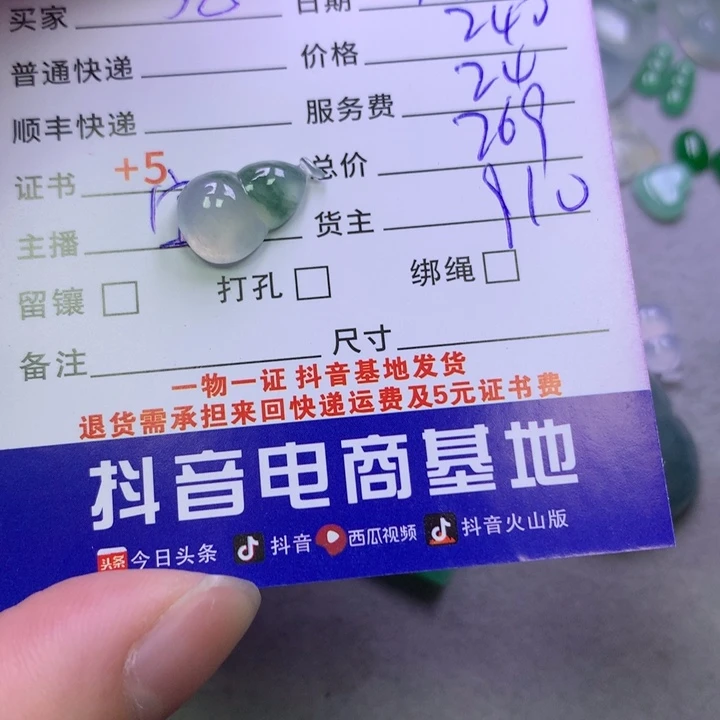 买家 日期
普通快递 价格 240
顺丰快递 服务费 24
证书 +5 总价 269
主播 货主 910
留镶 打孔 绑绳
备注 尺寸
一物一证 抖音基地发货
退货需承担来回快递运费及5元证书费
抖音电商基地
头条 今日头条 抖音 西瓜视频 抖音火山版